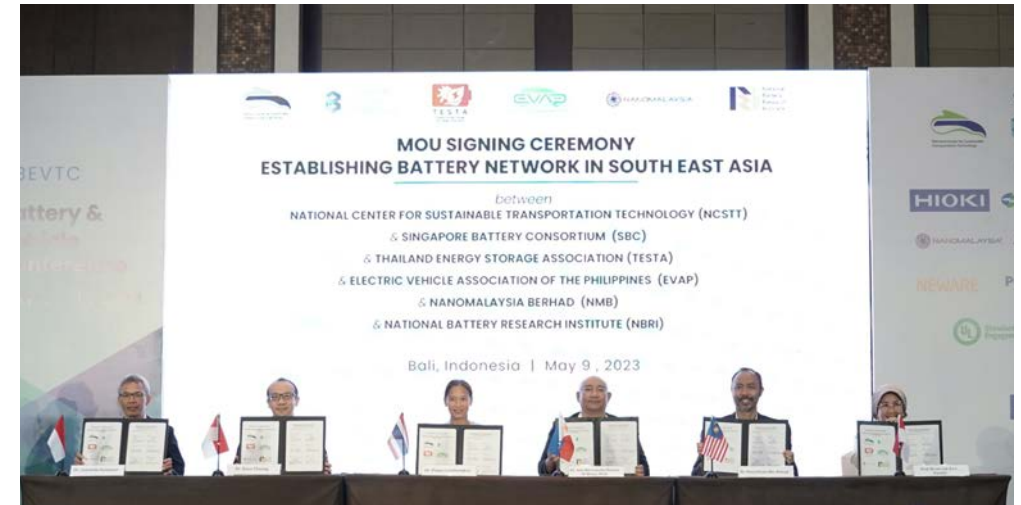 TESTA
EVAP
NANOMALAYSIA
MOU SIGNING CEREMONY
ESTABLISHING BATTERY NETWORK IN SOUTH EAST ASIA
between
NATIONAL CENTER FOR SUSTAINABLE TRANSPORTATION TECHNOLOGY (NCSTT)
& SINGAPORE BATTERY CONSORTIUM (SBC)
& THAILAND ENERGY STORAGE ASSOCIATION (TESTA)
& ELECTRIC VEHICLE ASSOCIATION OF THE PHILIPPINES (EVAP)
& NANOMALAYSIA BERHAD (NMB)
& NATIONAL BATTERY RESEARCH INSTITUTE (NBRI)
Bali, Indonesia | May 9, 2023
BEVTC
attery &
HIOKI
NANOMALAYSIA
NEWARE
UL